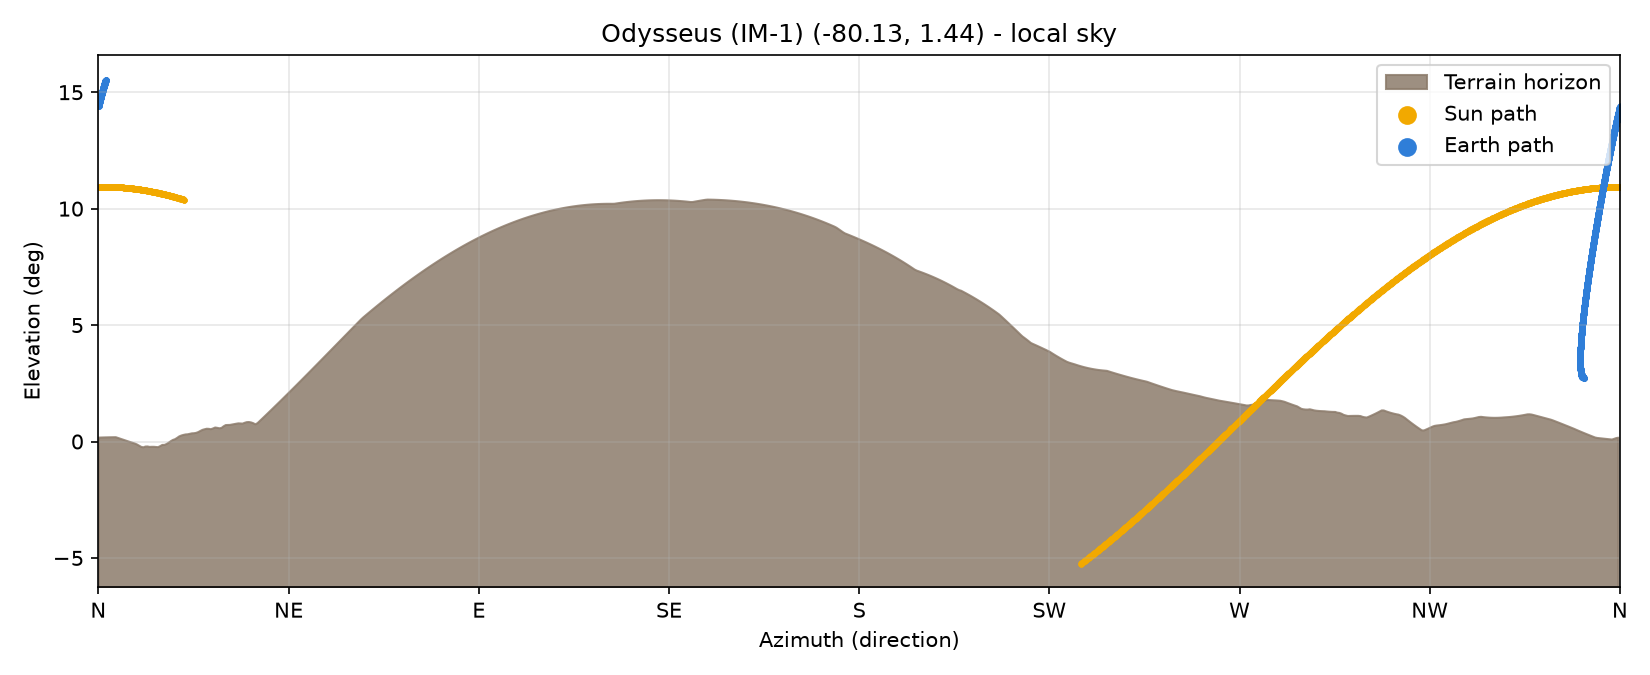 Odysseus (IM-1) (-80.13, 1.44) - local sky
Terrain horizon
Sun path
Earth path
Elevation (deg)
15
10
5
0
−5
N NE E SE S SW W NW N
Azimuth (direction)